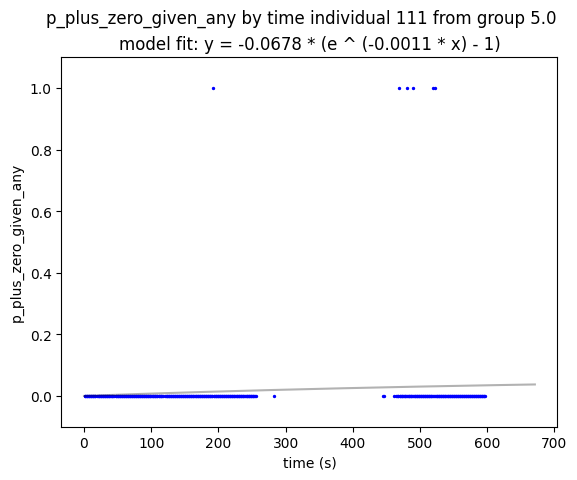 p_plus_zero_given_any by time individual 111 from group 5.0
model fit: y = -0.0678 * (e ^ (-0.0011 * x) - 1)
1.0
0.8
0.6
0.4
0.2
0.0
p_plus_zero_given_any
0 100 200 300 400 500 600 700
time (s)